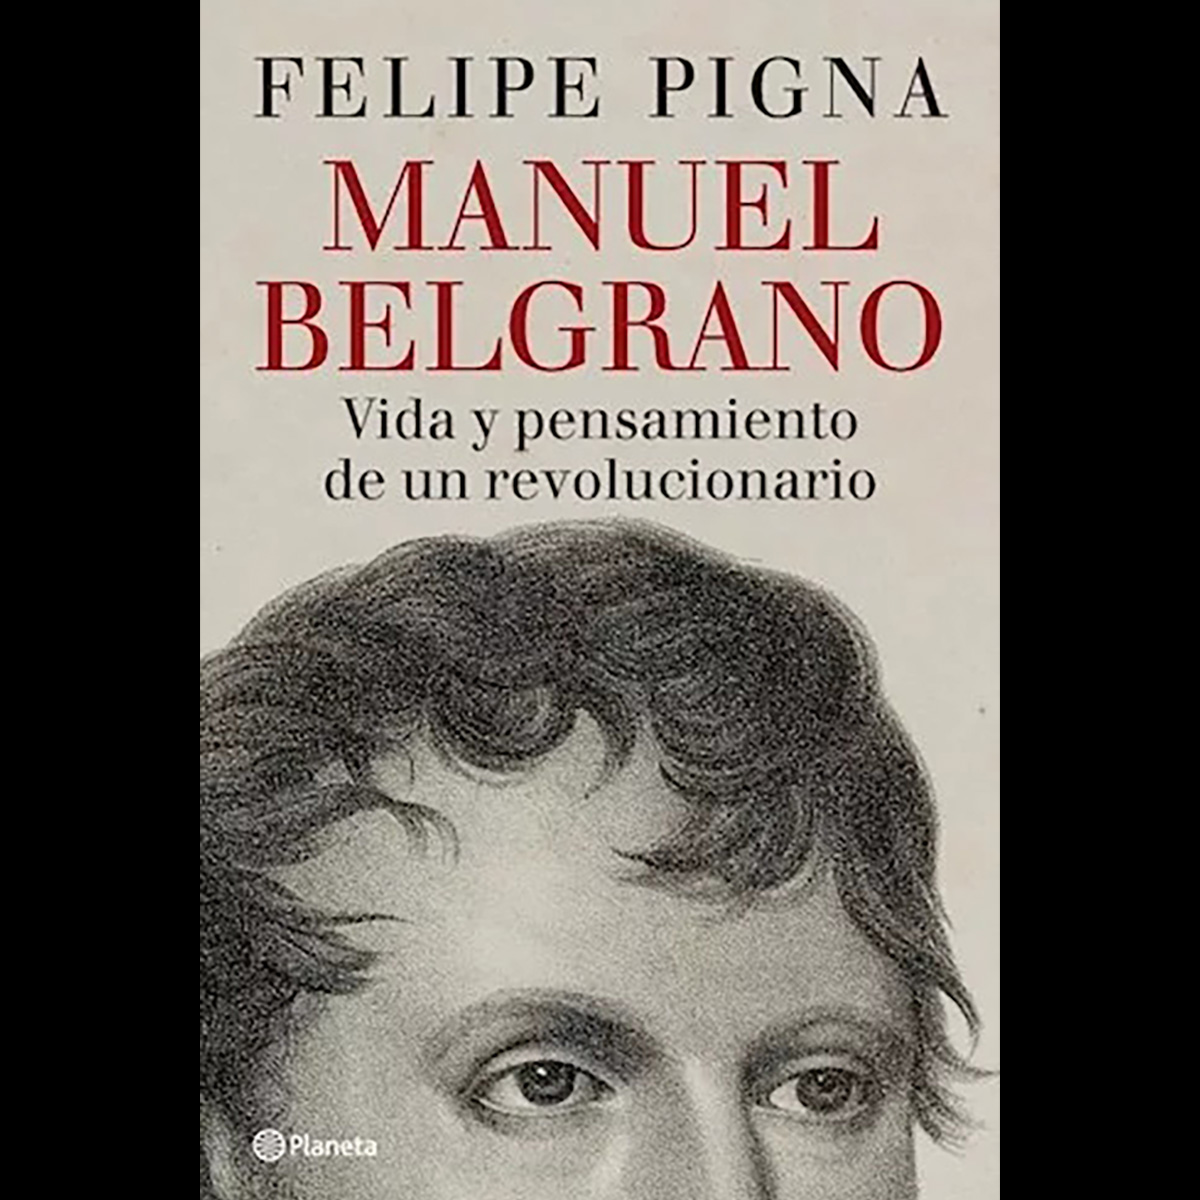 FELIPE PIGNA
MANUEL
BELGRANO
Vida y pensamiento
de un revolucionario
Planeta